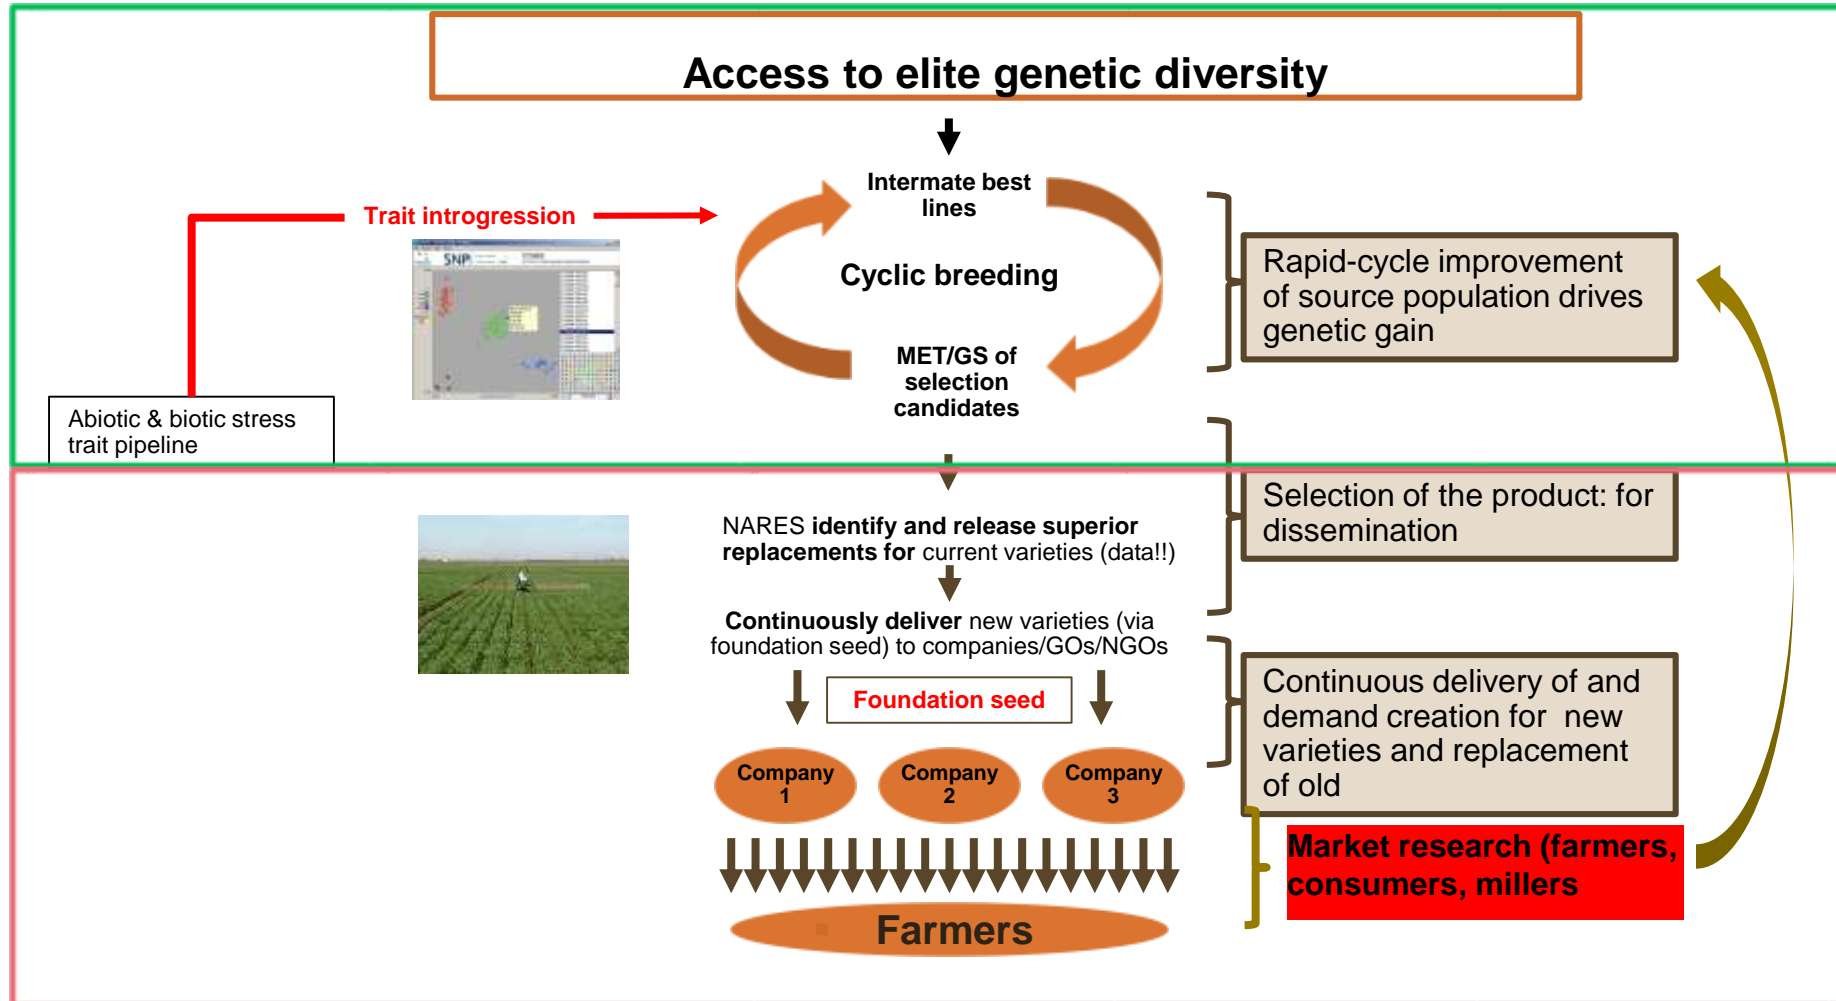 Access to elite genetic diversity
Intermate best
lines
Trait introgression
SNP
Cyclic breeding
Rapid-cycle improvement
of source population drives
genetic gain
MET/GS of
selection
candidates
Abiotic & biotic stress
trait pipeline
Selection of the product: for
dissemination
NARES identify and release superior
replacements for current varieties (data!!)
Continuously deliver new varieties (via
foundation seed) to companies/GOs/NGOs
Foundation seed
Continuous delivery of and
demand creation for  new
varieties and replacement
of old
Company
1
Company
2
Company
3
Market research (farmers,
consumers, millers
Farmers